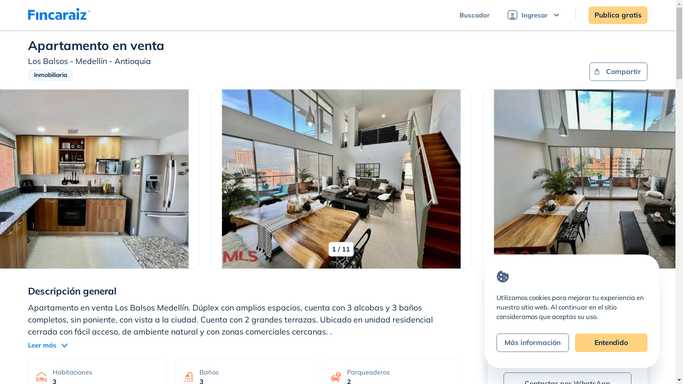 Fincaraiz
Buscador
Ingresar
Publica gratis
Apartamento en venta
Los Balsos - Medellín - Antioquia
Inmobiliaria
Compartir
MLS
1 / 11
Descripción general
Apartamento en venta Los Balsos Medellín. Dúplex con amplios espacios, cuenta con 3 alcobas y 3 baños
completos, sin poniente, con vista a la ciudad. Cuenta con 2 grandes terrazas. Ubicado en unidad residencial
cerrada con fácil acceso, de ambiente natural y con zonas comerciales cercanas. .
Leer más
Habitaciones
3
Baños
3
Parqueaderos
2
Utilizamos cookies para mejorar tu experiencia en
nuestro sitio web. Al continuar en el sitio
consideramos que aceptas su uso.
Más información
Entendido
Contactar por WhatsApp